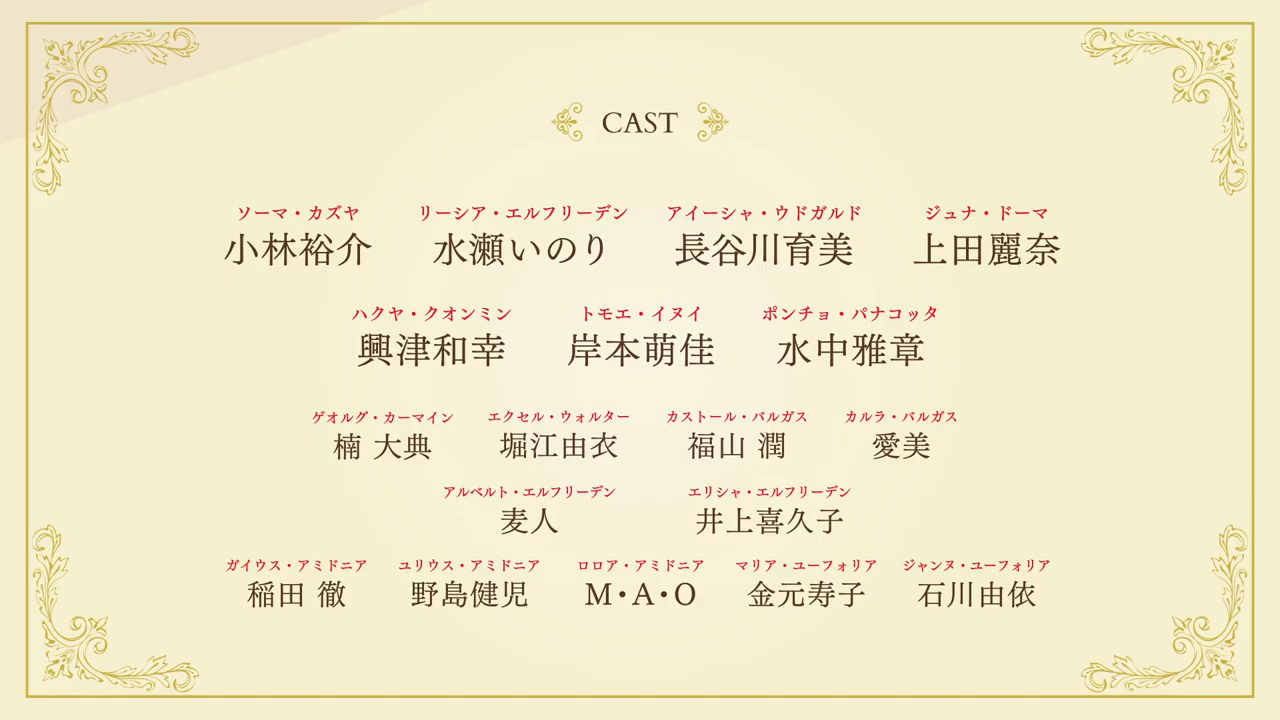 CAST
ソーマ・カズヤ リーシア・エルフリーデン アイーシャ・ウドガルド ジュナ・ドーマ
小林裕介 水瀬いのり 長谷川育美 上田麗奈
ハクヤ・クオンミン トモエ・イヌイ ポンチョ・パナコッタ
興津和幸 岸本萌佳 水中雅章
ゲオルグ・カーマイン エクセル・ウォルター カストール・バルガス カルラ・バルガス
楠 大典 堀江由衣 福山 潤 愛美
アルベルト・エルフリーデン エリシャ・エルフリーデン
麦人 井上喜久子
ガイウス・アミドニア ユリウス・アミドニア ロロア・アミドニア マリア・ユーフォリア ジャンヌ・ユーフォリア
稲田 徹 野島健児 M・A・O 金元寿子 石川由依